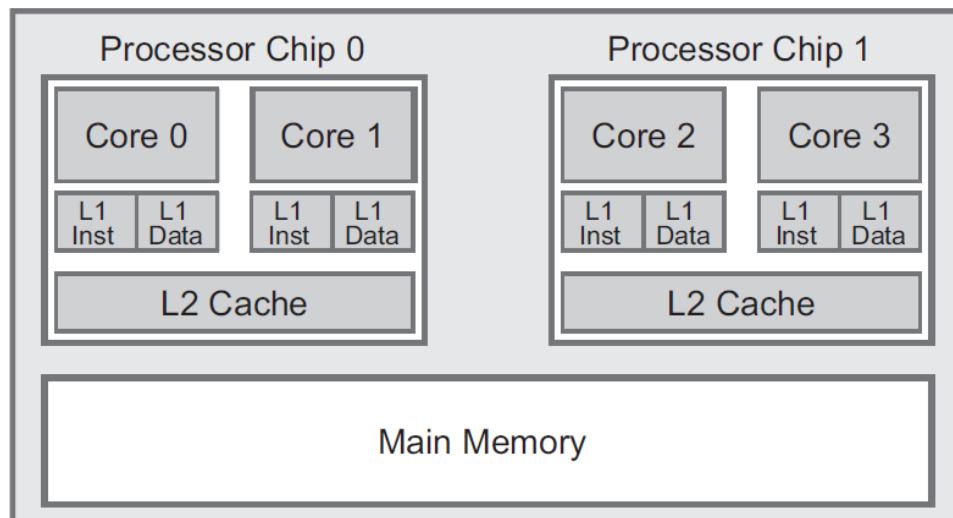 Processor Chip 0
Processor Chip 1
Core 0
Core 1
Core 2
Core 3
L1
Inst
L1
Data
L1
Inst
L1
Data
L1
Inst
L1
Data
L1
Inst
L1
Data
L2 Cache
L2 Cache
Main Memory